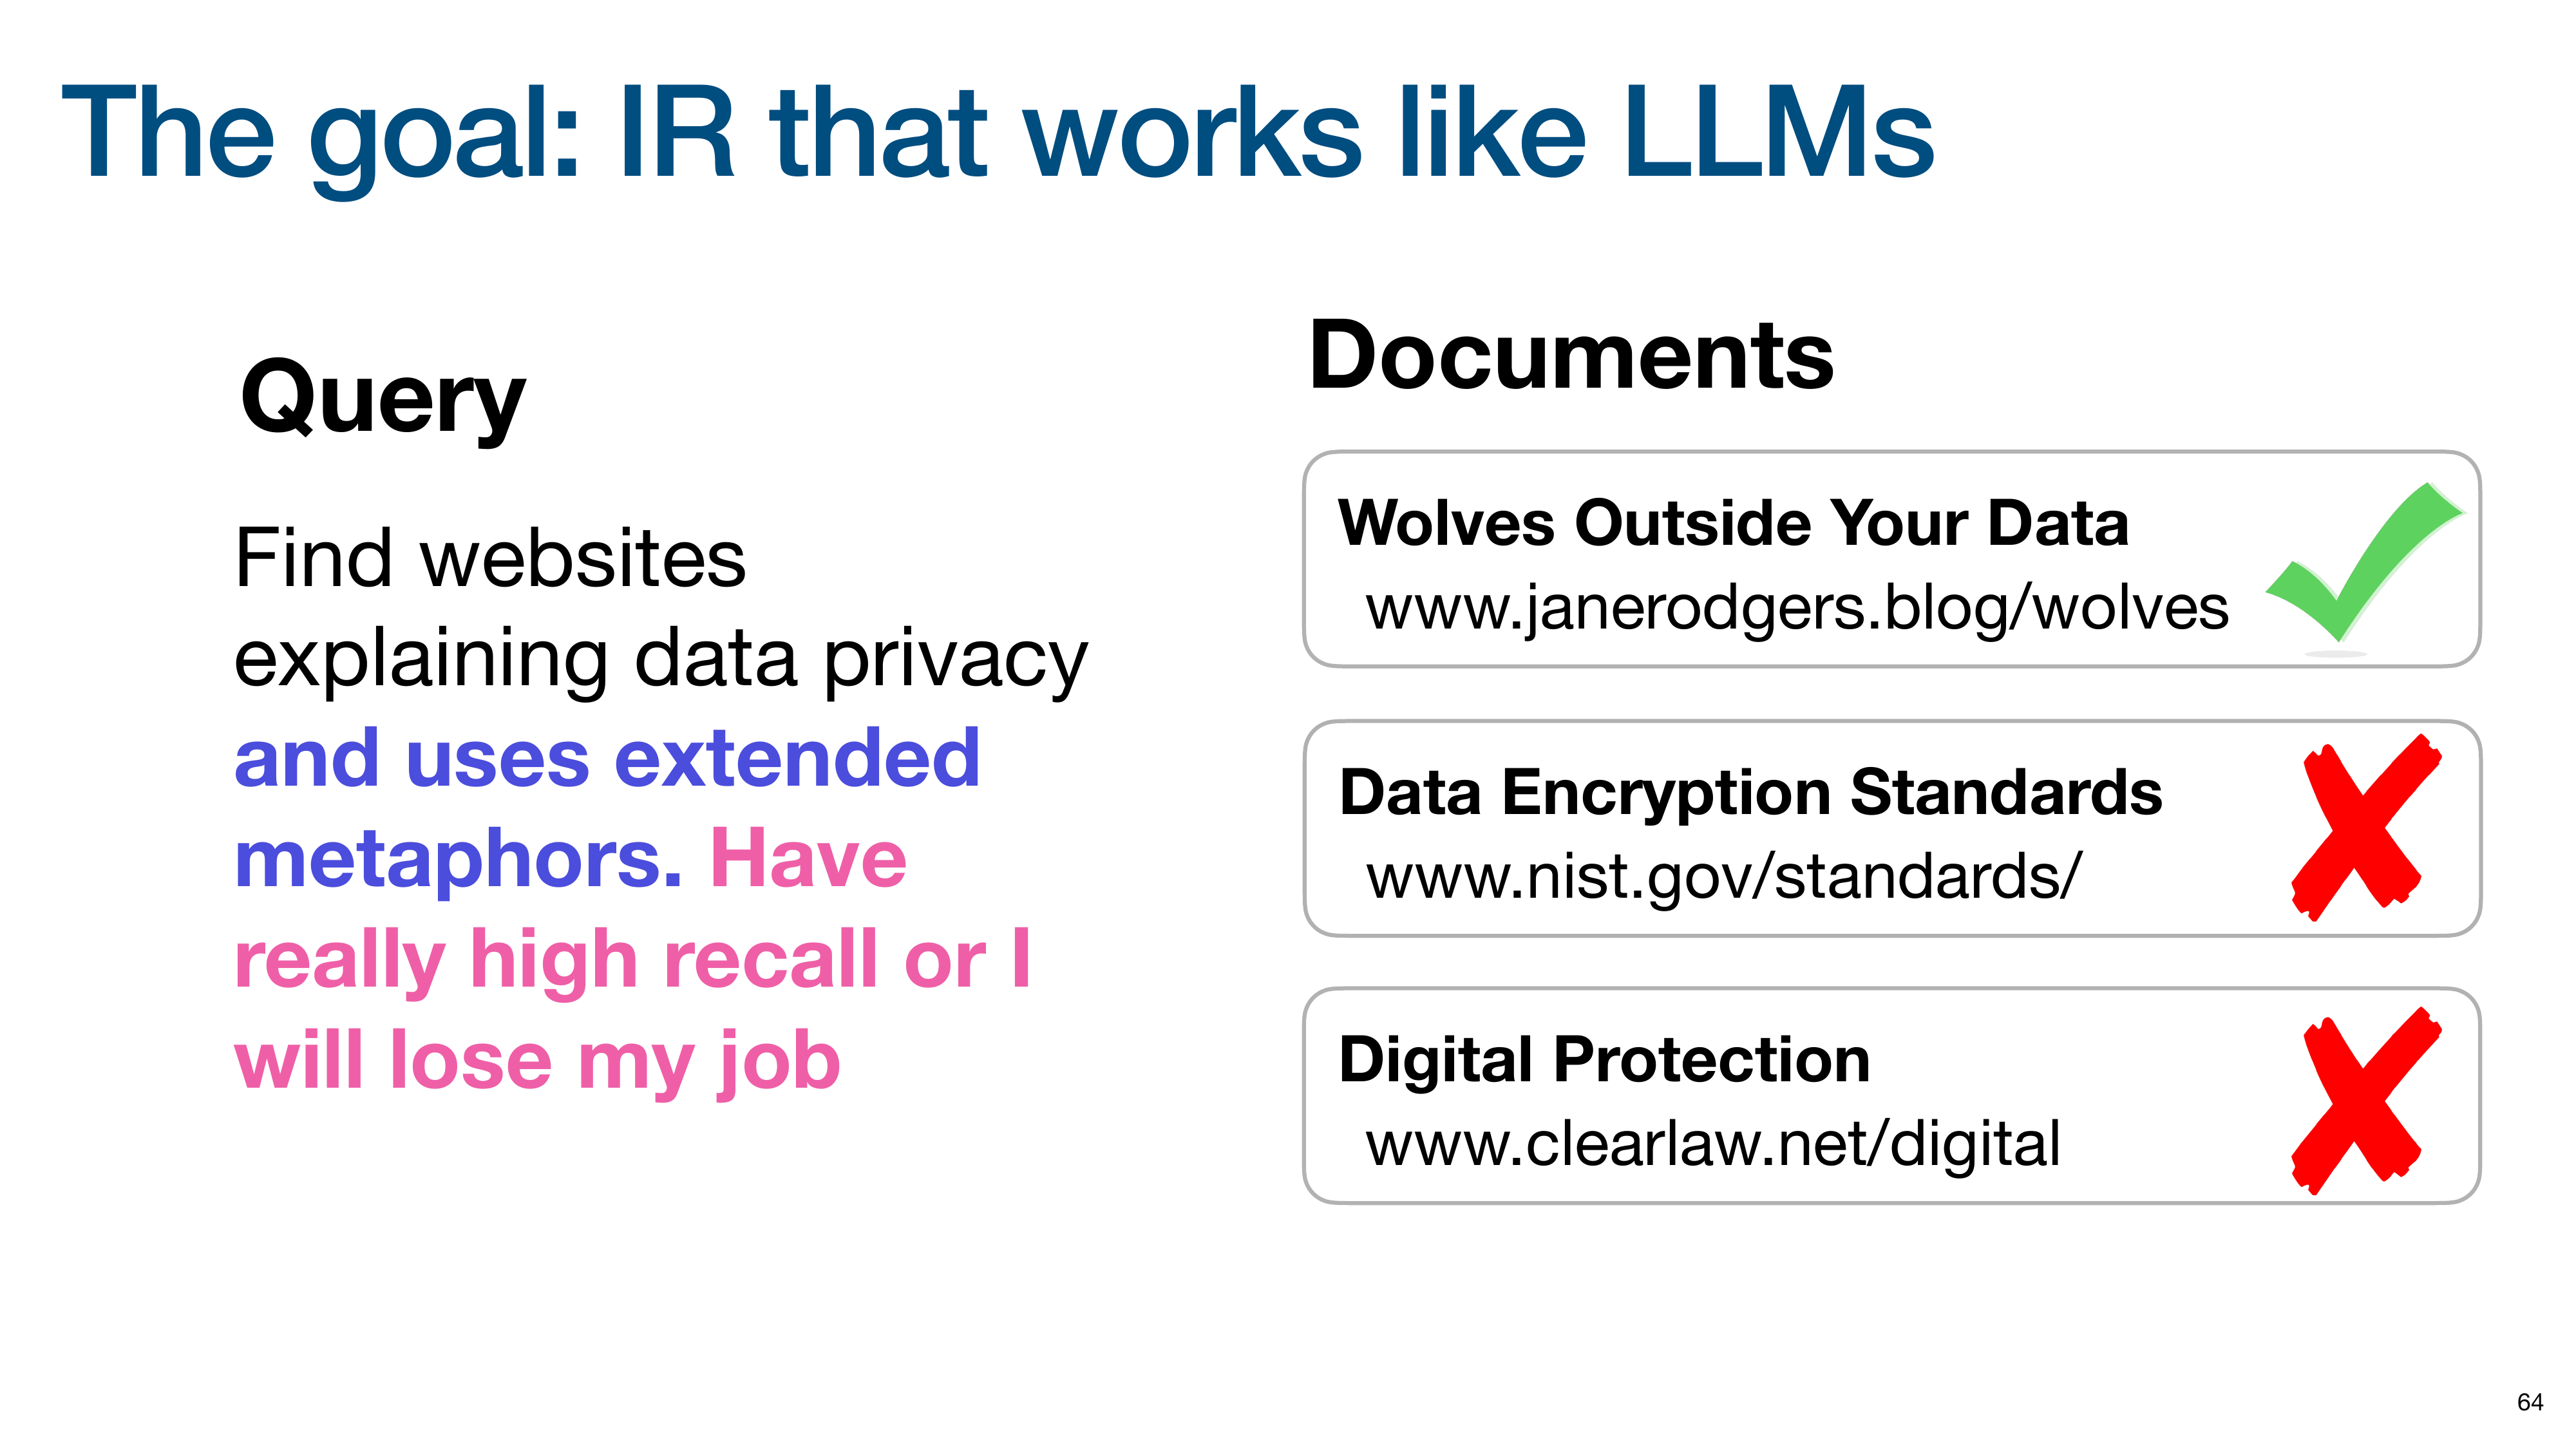 The goal: IR that works like LLMs
Query
Find websites
explaining data privacy
and uses extended
metaphors. Have
really high recall or I
will lose my job
Documents
Wolves Outside Your Data
www.janerodgers.blog/wolves
Data Encryption Standards
www.nist.gov/standards/
Digital Protection
www.clearlaw.net/digital
64